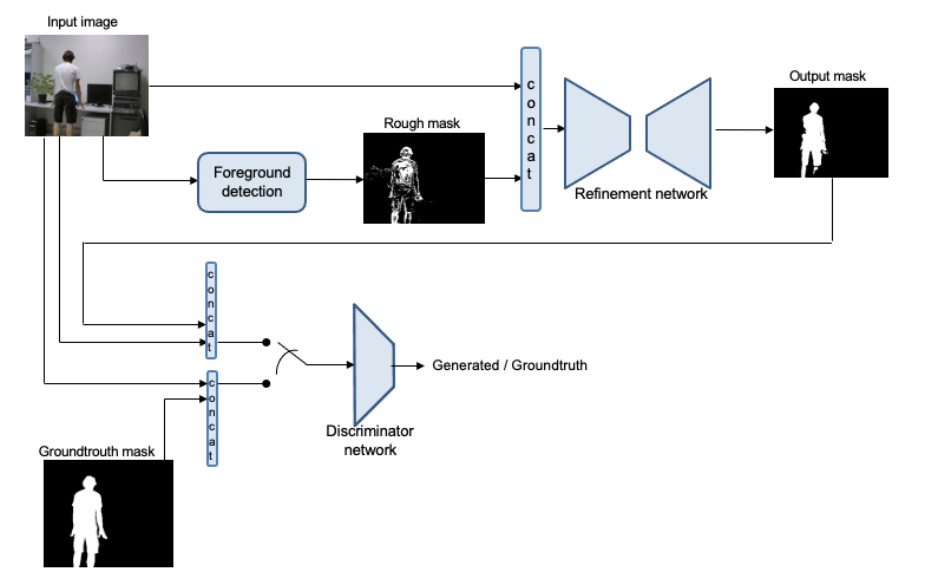 Input image
Output mask
concat
Rough mask
Foreground
detection
Refinement network
concat
Generated / Groundtruth
concat
Discriminator
network
Groundtrouth mask